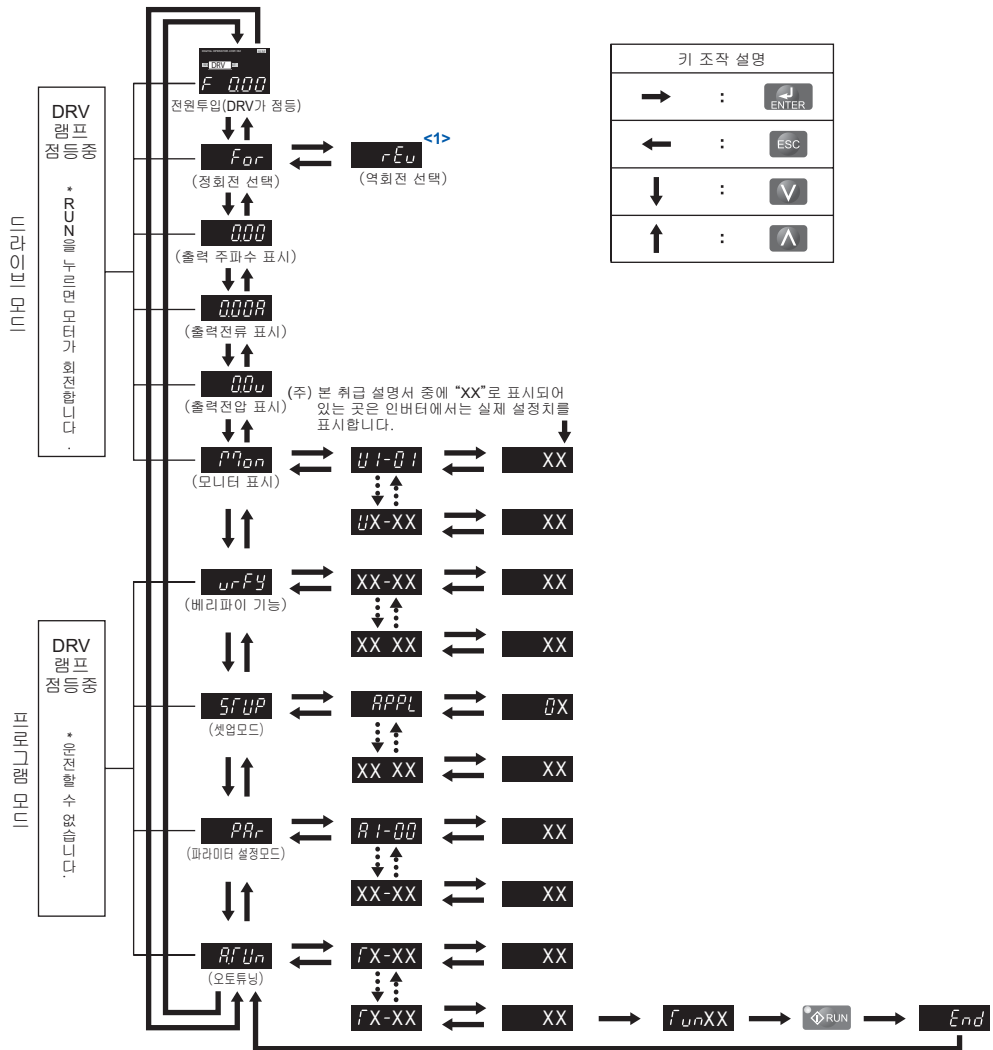 키 조작 설명
→ : ENTER
← : ESC
↓ : V
↑ : Λ
드라이브 모드
DRV
램프
점등중
* RUN을 누르면 모터가 회전합니다.
DRV
F 0.00
전원투입(DRV가 점등)
For
(정회전 선택)
rEv
<1>
(역회전 선택)
0.00
(출력 주파수 표시)
0.00A
(출력전류 표시)
0.0v
(출력전압 표시)
(주) 본 취급 설명서 중에 “XX”로 표시되어
있는 곳은 인버터에서는 실제 설정치를
표시합니다.
Mon
(모니터 표시)
U1-01
XX
UX-XX
XX
프로그램 모드
DRV
램프
점등중
* 운전할 수 없습니다.
vrFy
(베리파이 기능)
XX-XX
XX
XX XX
XX
STUP
(셋업모드)
APPL
0X
XX XX
XX
PAr
(파라이터 설정모드)
A1-00
XX
XX-XX
XX
A.TUn
(오토튜닝)
TX-XX
XX
TX-XX
XX
TunXX
RUN
End